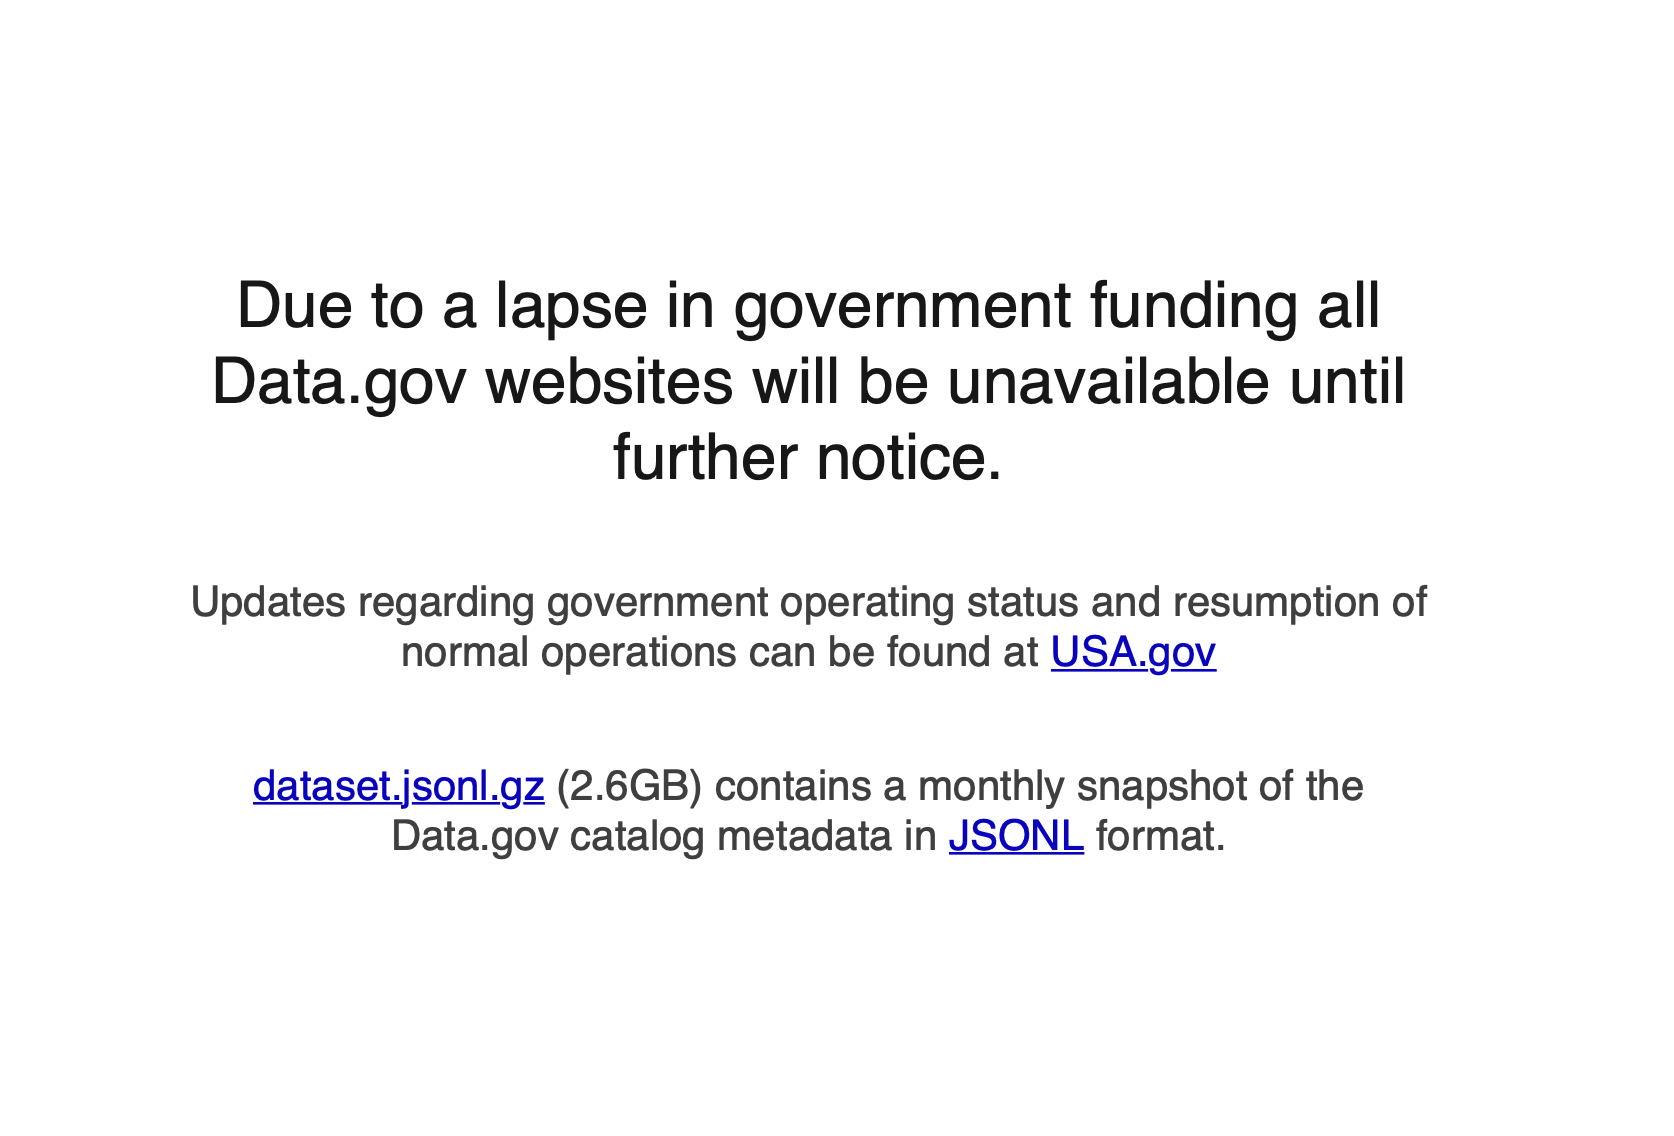 Due to a lapse in government funding all
Data.gov websites will be unavailable until
further notice.
Updates regarding government operating status and resumption of
normal operations can be found at USA.gov
dataset.jsonl.gz (2.6GB) contains a monthly snapshot of the
Data.gov catalog metadata in JSONL format.